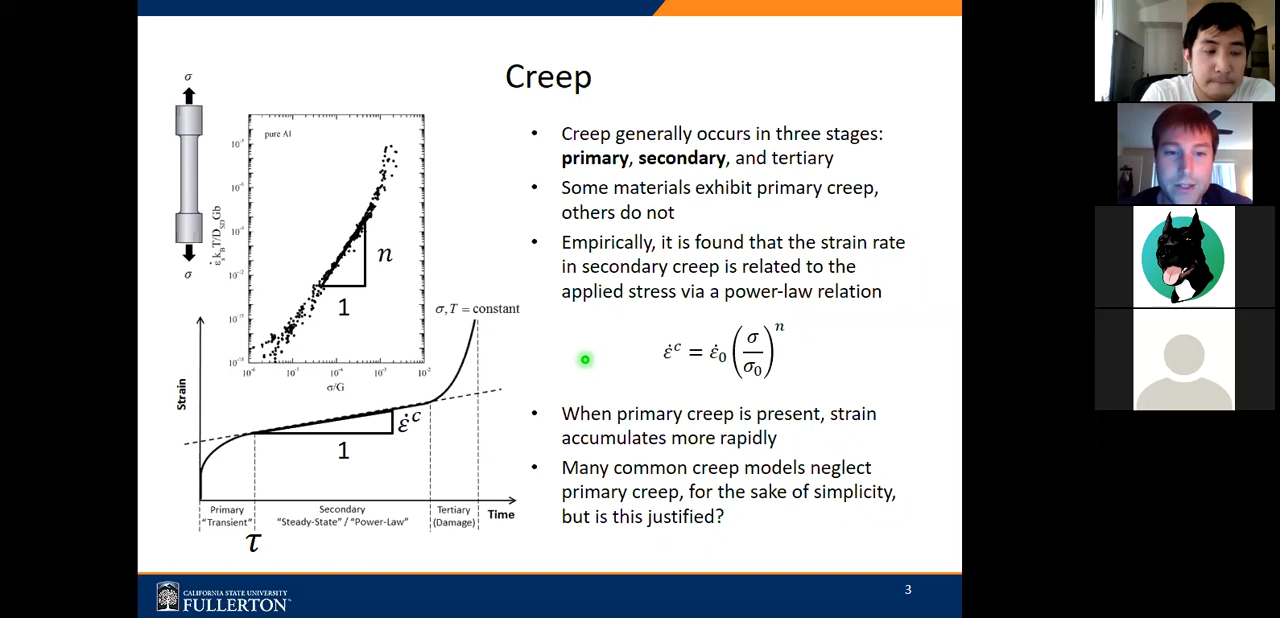 Creep
σ
σ
pure Al
ε̇ₛk_BT/D_SDGb
n
1
σ/G
σ, T = constant
Strain
ε̇ᶜ
1
Primary
"Transient"
Secondary
"Steady-State" / "Power-Law"
Tertiary
(Damage)
Time
τ
• Creep generally occurs in three stages:
primary, secondary, and tertiary
• Some materials exhibit primary creep,
others do not
• Empirically, it is found that the strain rate
in secondary creep is related to the
applied stress via a power-law relation
ε̇ᶜ = ε̇₀ (σ/σ₀)ⁿ
• When primary creep is present, strain
accumulates more rapidly
• Many common creep models neglect
primary creep, for the sake of simplicity,
but is this justified?
CALIFORNIA STATE UNIVERSITY
FULLERTON™
3